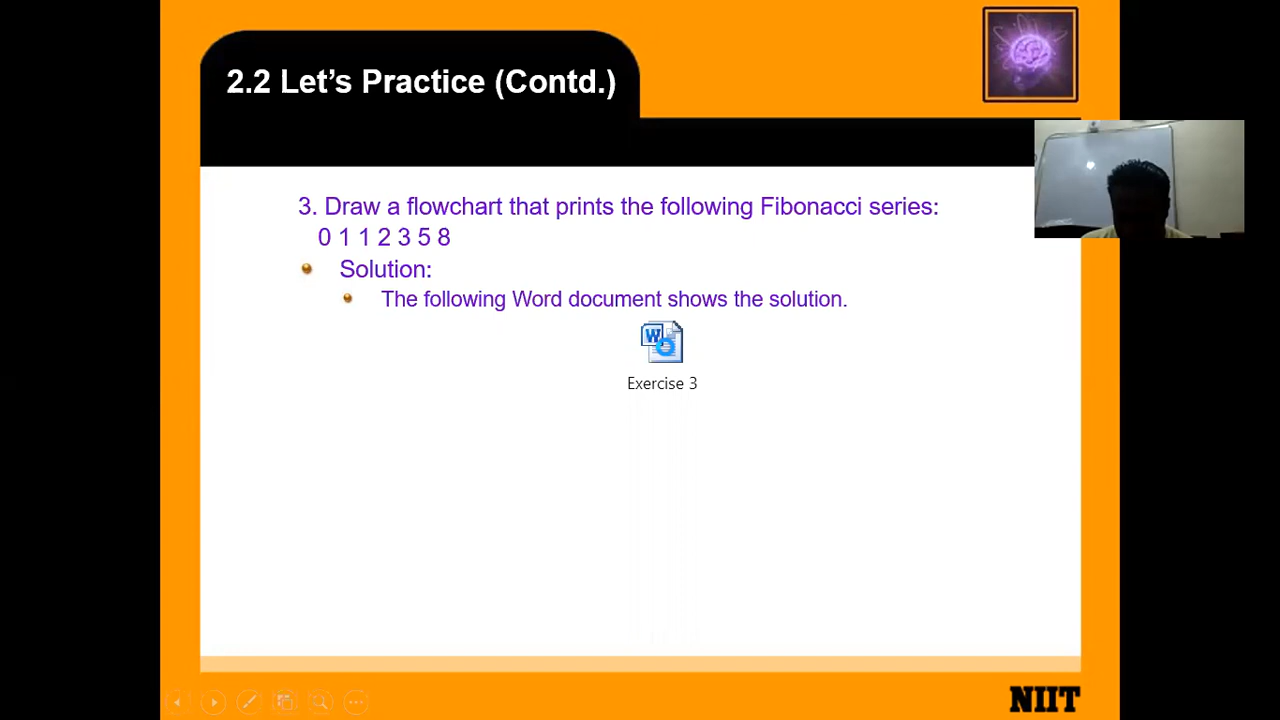 2.2 Let’s Practice (Contd.)
3. Draw a flowchart that prints the following Fibonacci series:
0 1 1 2 3 5 8
Solution:
The following Word document shows the solution.
W
Exercise 3
NIIT